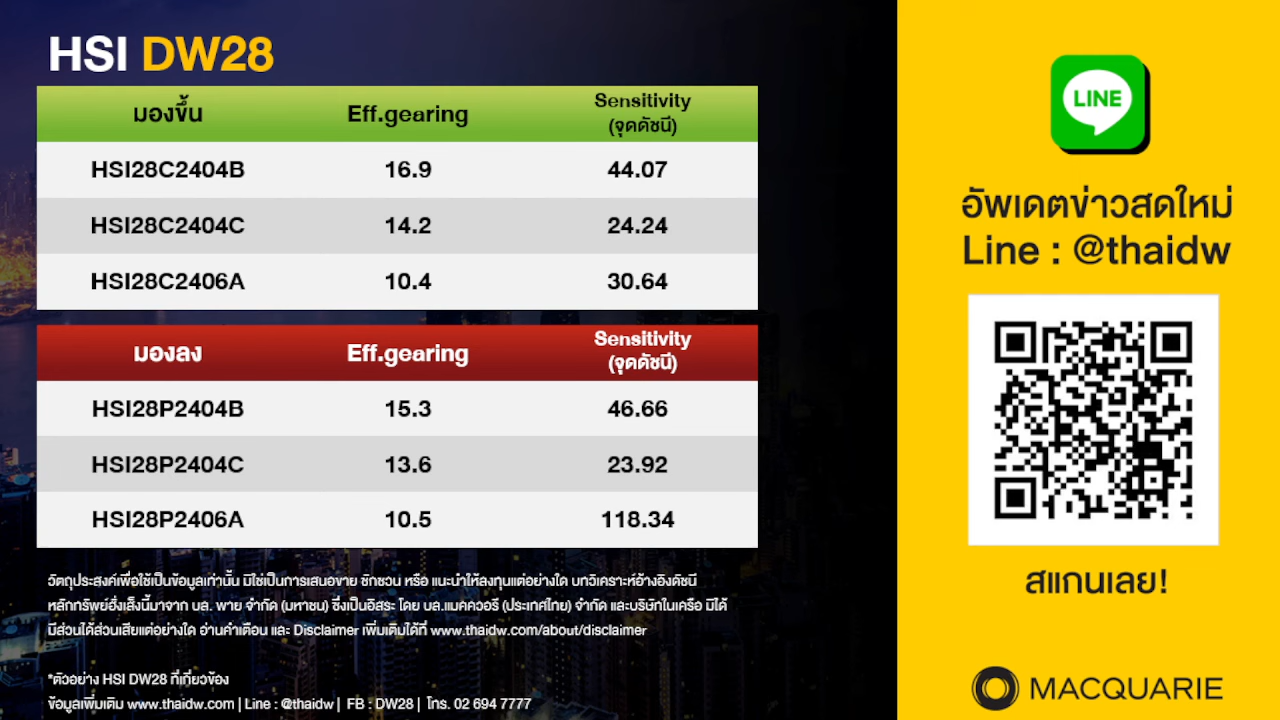 HSI DW28
มองขึ้น Eff.gearing Sensitivity (จุดดัชนี)
HSI28C2404B 16.9 44.07
HSI28C2404C 14.2 24.24
HSI28C2406A 10.4 30.64
มองลง Eff.gearing Sensitivity (จุดดัชนี)
HSI28P2404B 15.3 46.66
HSI28P2404C 13.6 23.92
HSI28P2406A 10.5 118.34
วัตถุประสงค์เพื่อใช้เป็นข้อมูลเท่านั้น มิใช่เป็นการเสนอขาย ชักชวน หรือ แนะนำให้ลงทุนแต่อย่างใด บทวิเคราะห์อ้างอิงดัชนี
หลักทรัพย์ฮั่งเส็งนี้มาจาก บล. พาย จำกัด (มหาชน) ซึ่งเป็นอิสระ โดย บล.แมคควอรี (ประเทศไทย) จำกัด และบริษัทในเครือ มิได้
มีส่วนได้ส่วนเสียแต่อย่างใด อ่านคำเตือน และ Disclaimer เพิ่มเติมได้ที่ www.thaidw.com/about/disclaimer
*ตัวอย่าง HSI DW28 ที่เกี่ยวข้อง
ข้อมูลเพิ่มเติม www.thaidw.com | Line : @thaidw | FB : DW28 | โทร. 02 694 7777
LINE
อัพเดตข่าวสดใหม่
Line : @thaidw
สแกนเลย!
MACQUARIE